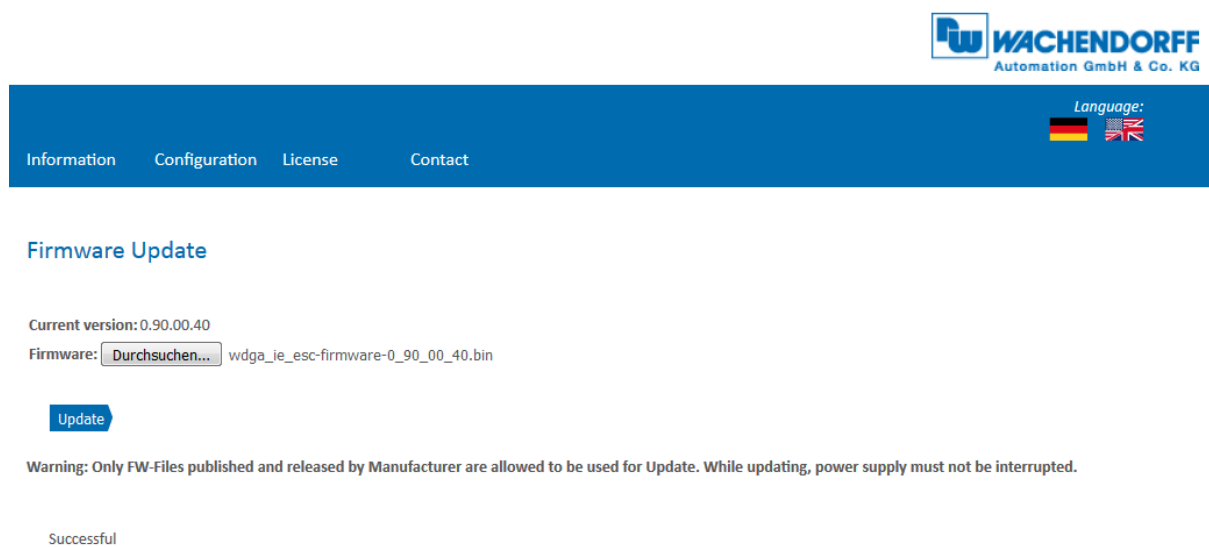 WACHENDORFF
Automation GmbH & Co. KG
Language:
Information Configuration License Contact
Firmware Update
Current version: 0.90.00.40
Firmware: Durchsuchen... wdga_ie_esc-firmware-0_90_00_40.bin
Update
Warning: Only FW-Files published and released by Manufacturer are allowed to be used for Update. While updating, power supply must not be interrupted.
Successful